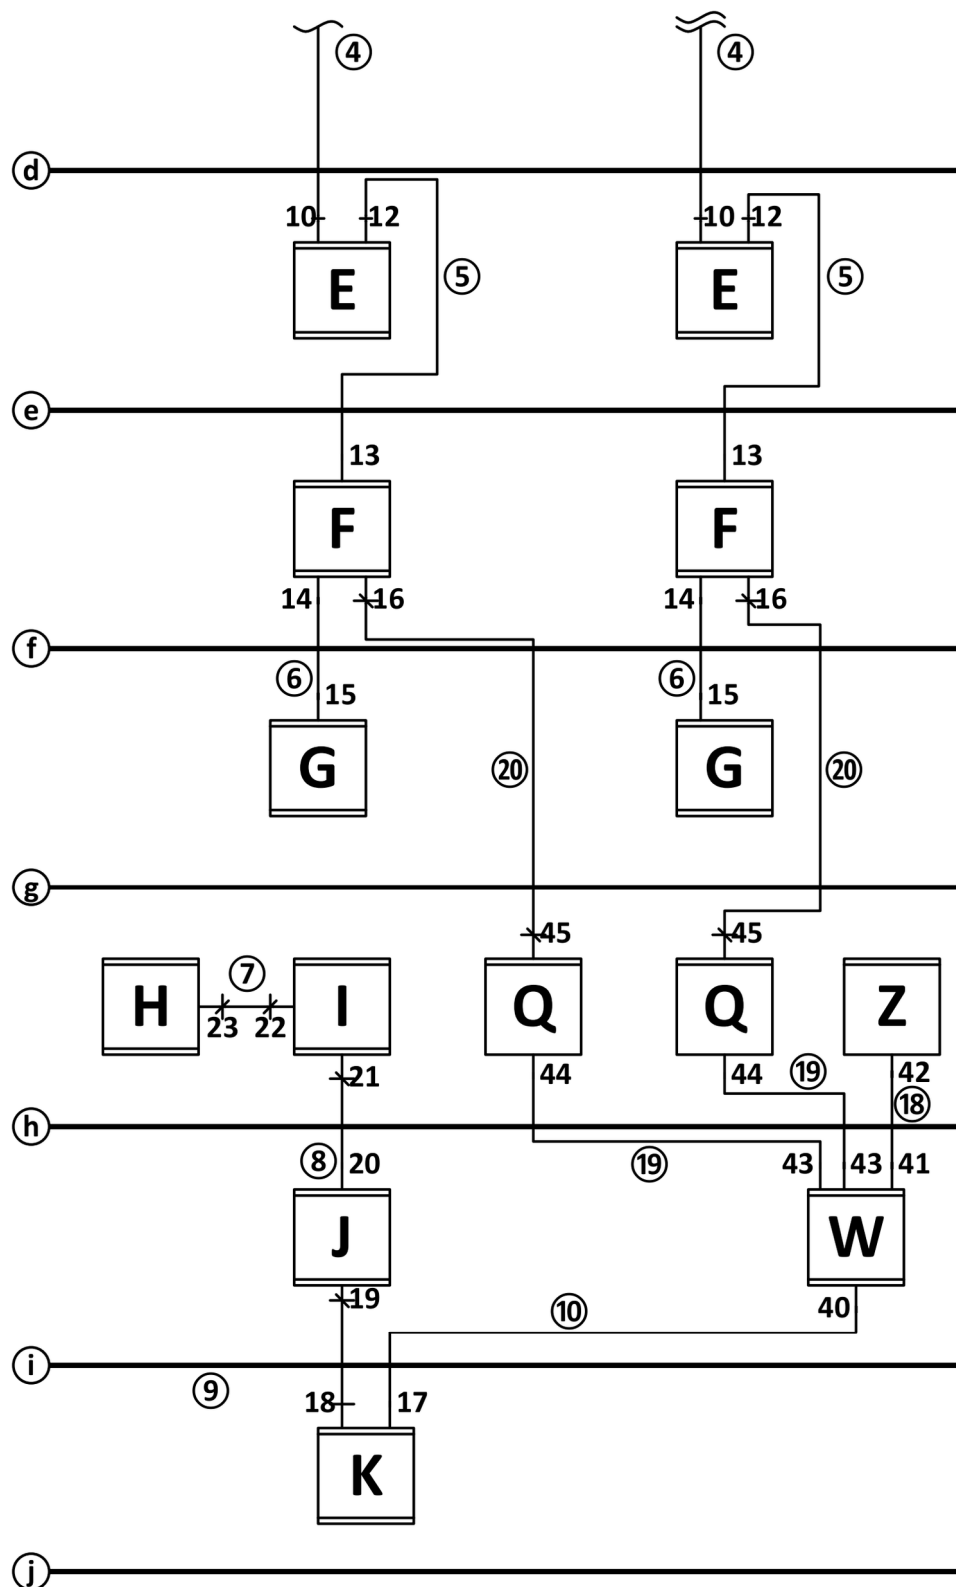 ④ ④
d
10 12 10 12
⑤ ⑤
E E
e
13 13
F F
14 16 14 16
f
⑥ 15 ⑥ 15
G G
⑳ ⑳
g
45 45
⑦
H I Q Q Z
23 22
21 44 44 ⑲ 42
⑱
h
⑧ 20 ⑲ 43 43 41
J W
19 ⑩ 40
i
⑨ 18 17
K
j